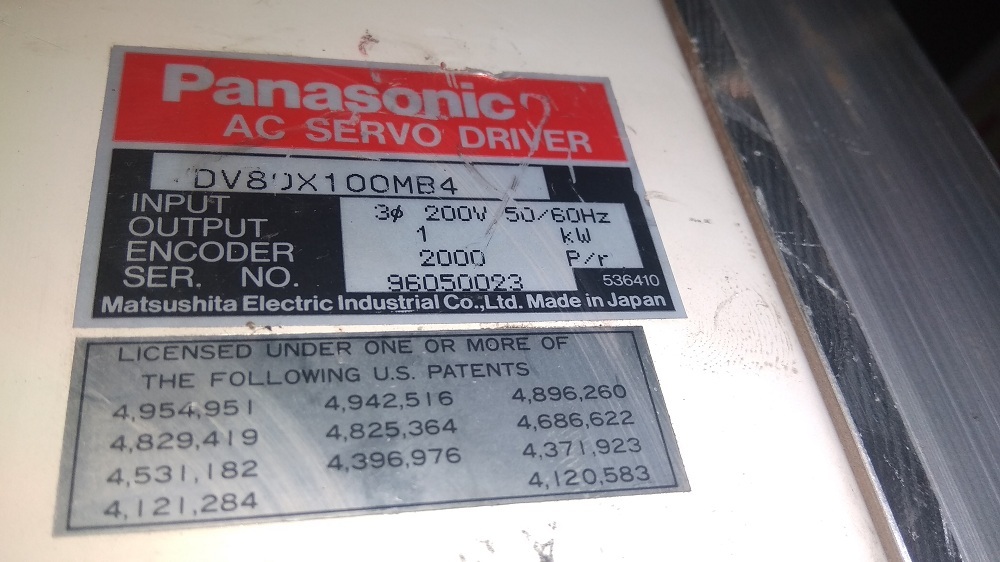 Panasonic
AC SERVO DRIVER
DV80X100MB4
INPUT 3ϕ 200V 50/60Hz
OUTPUT 1 kW
ENCODER 2000 P/r
SER. NO. 96050023 536410
Matsushita Electric Industrial Co.,Ltd. Made in Japan
LICENSED UNDER ONE OR MORE OF
THE FOLLOWING U.S. PATENTS
4,954,951 4,942,516 4,896,260
4,829,419 4,825,364 4,686,622
4,531,182 4,396,976 4,371,923
4,121,284 4,120,583